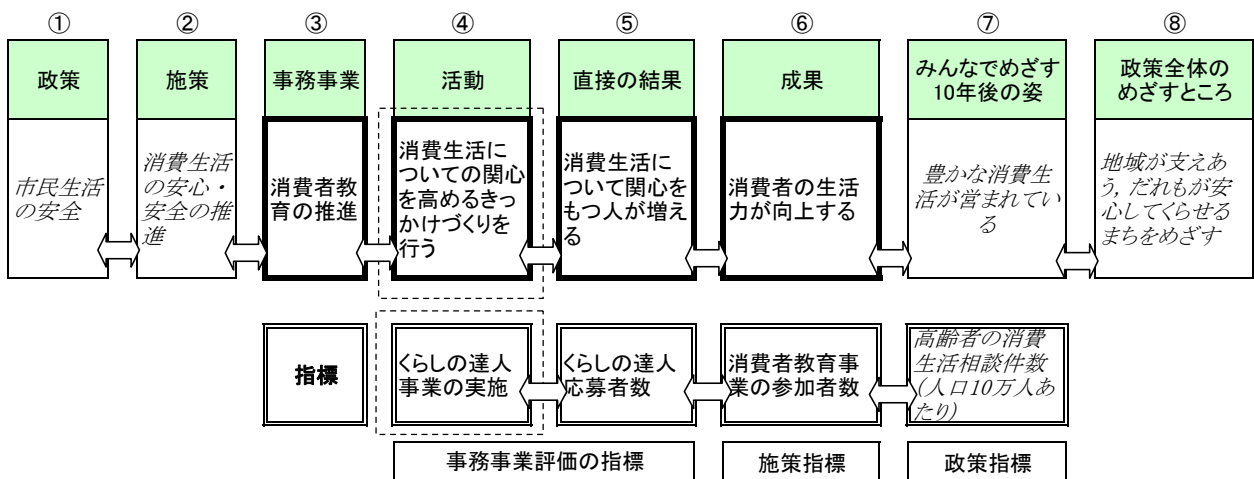 ① ② ③ ④ ⑤ ⑥ ⑦ ⑧
政策
施策
事務事業
活動
直接の結果
成果
みんなでめざす
10年後の姿
政策全体の
めざすところ
市民生活
の安全
消費生活
の安心・
安全の推
進
消費者教
育の推進
消費生活に
ついての関心
を高めるきっ
かけづくりを
行う
消費生活に
ついて関心を
もつ人が増え
る
消費者の生活
力が向上する
豊かな消費生
活が営まれてい
る
地域が支えあ
う，だれもが安
心してくらせる
まちをめざす
指標
くらしの達人
事業の実施
くらしの達人
応募者数
消費者教育事
業の参加者数
高齢者の消費
生活相談件数
(人口10万人あ
たり)
事務事業評価の指標
施策指標
政策指標